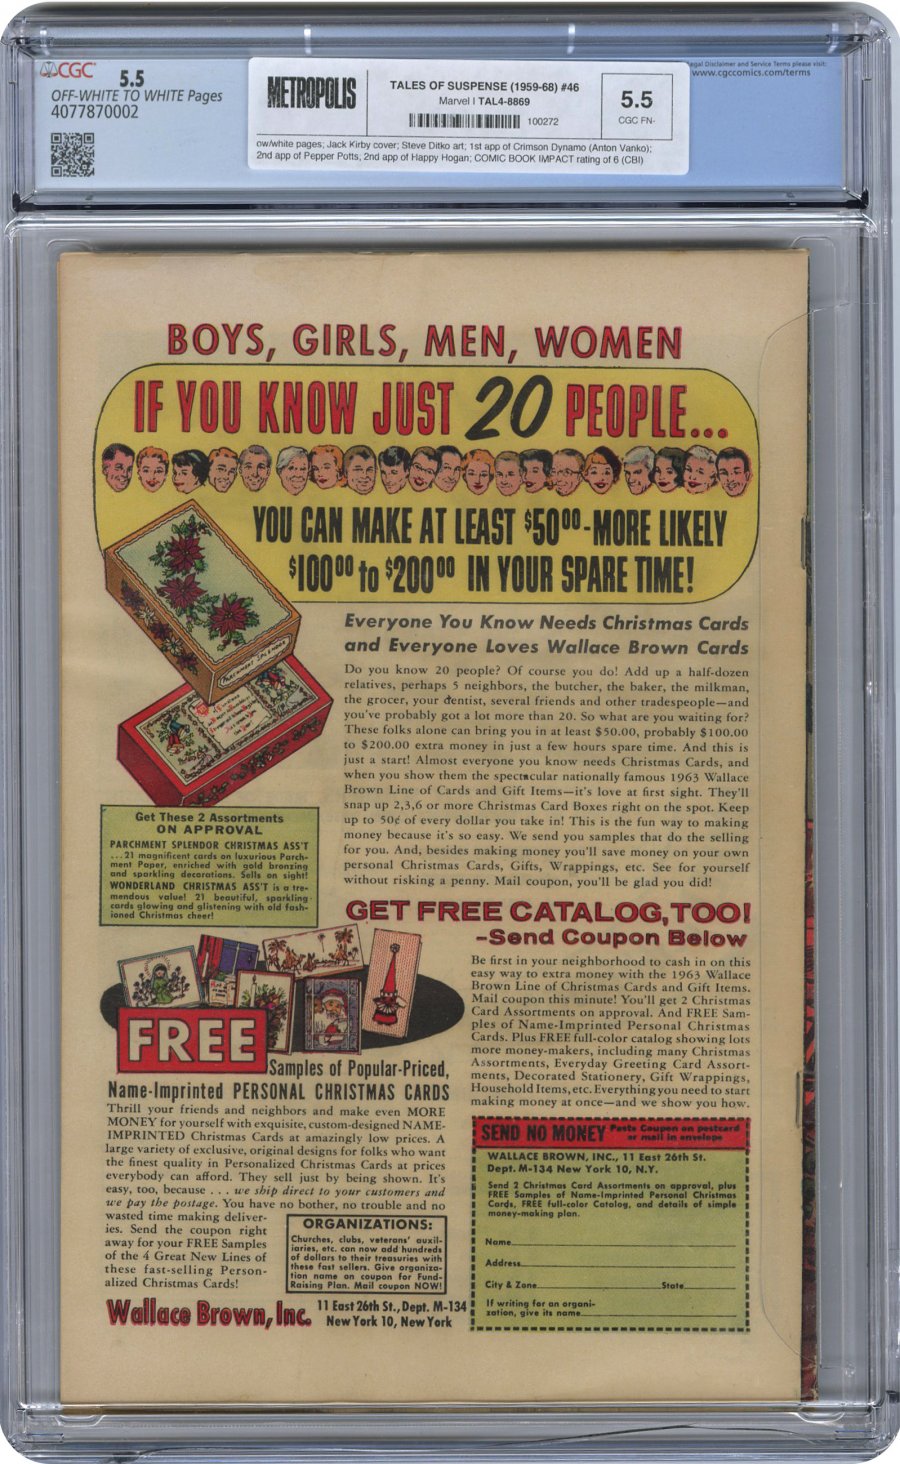 CGC
5.5
OFF-WHITE TO WHITE Pages
4077870002
METROPOLIS
TALES OF SUSPENSE (1959-68) #46
Marvel | TAL4-8869
100272
5.5
CGC FN-
ow/white pages; Jack Kirby cover; Steve Ditko art; 1st app of Crimson Dynamo (Anton Vanko);
2nd app of Pepper Potts, 2nd app of Happy Hogan; COMIC BOOK IMPACT rating of 6 (CBI)
Legal Disclaimer and Service Terms please visit:
www.cgccomics.com/terms
BOYS, GIRLS, MEN, WOMEN
IF YOU KNOW JUST 20 PEOPLE...
YOU CAN MAKE AT LEAST $50⁰⁰-MORE LIKELY
$100⁰⁰ to $200⁰⁰ IN YOUR SPARE TIME!
PARCHMENT SPLENDOR
Everyone You Know Needs Christmas Cards
and Everyone Loves Wallace Brown Cards
Do you know 20 people? Of course you do! Add up a half-dozen
relatives, perhaps 5 neighbors, the butcher, the baker, the milkman,
the grocer, your dentist, several friends and other tradespeople—and
you've probably got a lot more than 20. So what are you waiting for?
These folks alone can bring you in at least $50.00, probably $100.00
to $200.00 extra money in just a few hours spare time. And this is
just a start! Almost everyone you know needs Christmas Cards, and
when you show them the spectacular nationally famous 1963 Wallace
Brown Line of Cards and Gift Items—it's love at first sight. They'll
snap up 2,3,6 or more Christmas Card Boxes right on the spot. Keep
up to 50¢ of every dollar you take in! This is the fun way to making
money because it's so easy. We send you samples that do the selling
for you. And, besides making money you'll save money on your own
personal Christmas Cards, Gifts, Wrappings, etc. See for yourself
without risking a penny. Mail coupon, you'll be glad you did!
Get These 2 Assortments
ON APPROVAL
PARCHMENT SPLENDOR CHRISTMAS ASS'T
...21 magnificent cards on luxurious Parch-
ment Paper, enriched with gold bronzing
and sparkling decorations. Sells on sight!
WONDERLAND CHRISTMAS ASS'T is a tre-
mendous value! 21 beautiful, sparkling
cards glowing and glistening with old fash-
ioned Christmas cheer!
GET FREE CATALOG, TOO!
-Send Coupon Below
Be first in your neighborhood to cash in on this
easy way to extra money with the 1963 Wallace
Brown Line of Christmas Cards and Gift Items.
Mail coupon this minute! You'll get 2 Christmas
Card Assortments on approval. And FREE Sam-
ples of Name-Imprinted Personal Christmas
Cards. Plus FREE full-color catalog showing lots
more money-makers, including many Christmas
Assortments, Everyday Greeting Card Assort-
ments, Decorated Stationery, Gift Wrappings,
Household Items, etc. Everything you need to start
making money at once—and we show you how.
FREE
Samples of Popular-Priced,
Name-Imprinted PERSONAL CHRISTMAS CARDS
Thrill your friends and neighbors and make even MORE
MONEY for yourself with exquisite, custom-designed NAME-
IMPRINTED Christmas Cards at amazingly low prices. A
large variety of exclusive, original designs for folks who want
the finest quality in Personalized Christmas Cards at prices
everybody can afford. They sell just by being shown. It's
easy, too, because . . . we ship direct to your customers and
we pay the postage. You have no bother, no trouble and no
wasted time making deliver-
ies. Send the coupon right
away for your FREE Samples
of the 4 Great New Lines of
these fast-selling Person-
alized Christmas Cards!
ORGANIZATIONS:
Churches, clubs, veterans' auxil-
iaries, etc. can now add hundreds
of dollars to their treasuries with
these fast sellers. Give organiza-
tion name on coupon for Fund-
Raising Plan. Mail coupon NOW!
Wallace Brown, Inc.
11 East 26th St., Dept. M-134
New York 10, New York
SEND NO MONEY
Paste Coupon on postcard
or mail in envelope
WALLACE BROWN, INC., 11 East 26th St.
Dept. M-134 New York 10, N.Y.
Send 2 Christmas Card Assortments on approval, plus
FREE Samples of Name-Imprinted Personal Christmas
Cards, FREE full-color Catalog, and details of simple
money-making plan.
Name
Address
City & Zone State
If writing for an organi-
zation, give its name